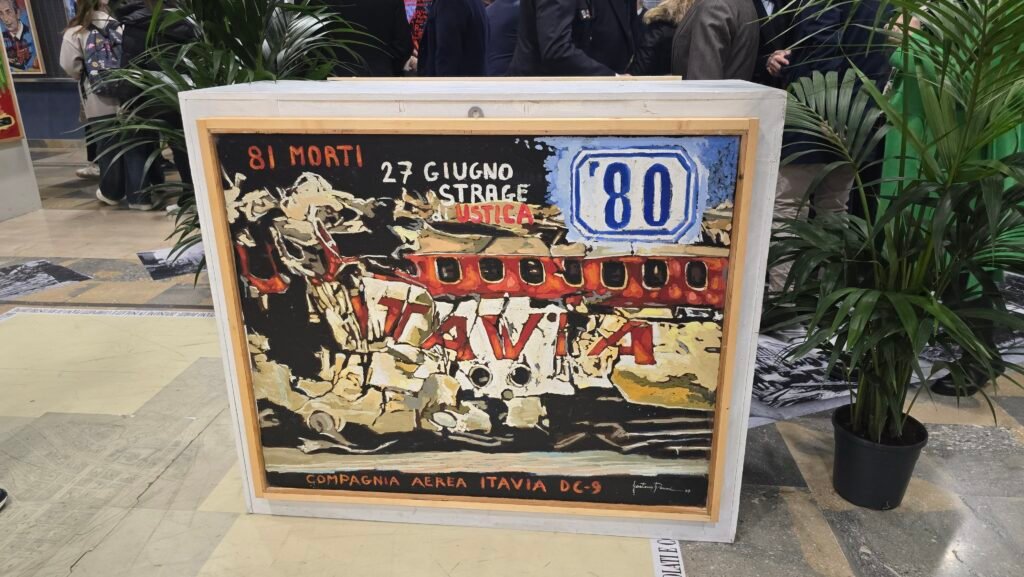 81 MORTI
27 GIUGNO
STRAGE
di USTICA
'80
ITAVIA
COMPAGNIA AEREA ITAVIA DC-9